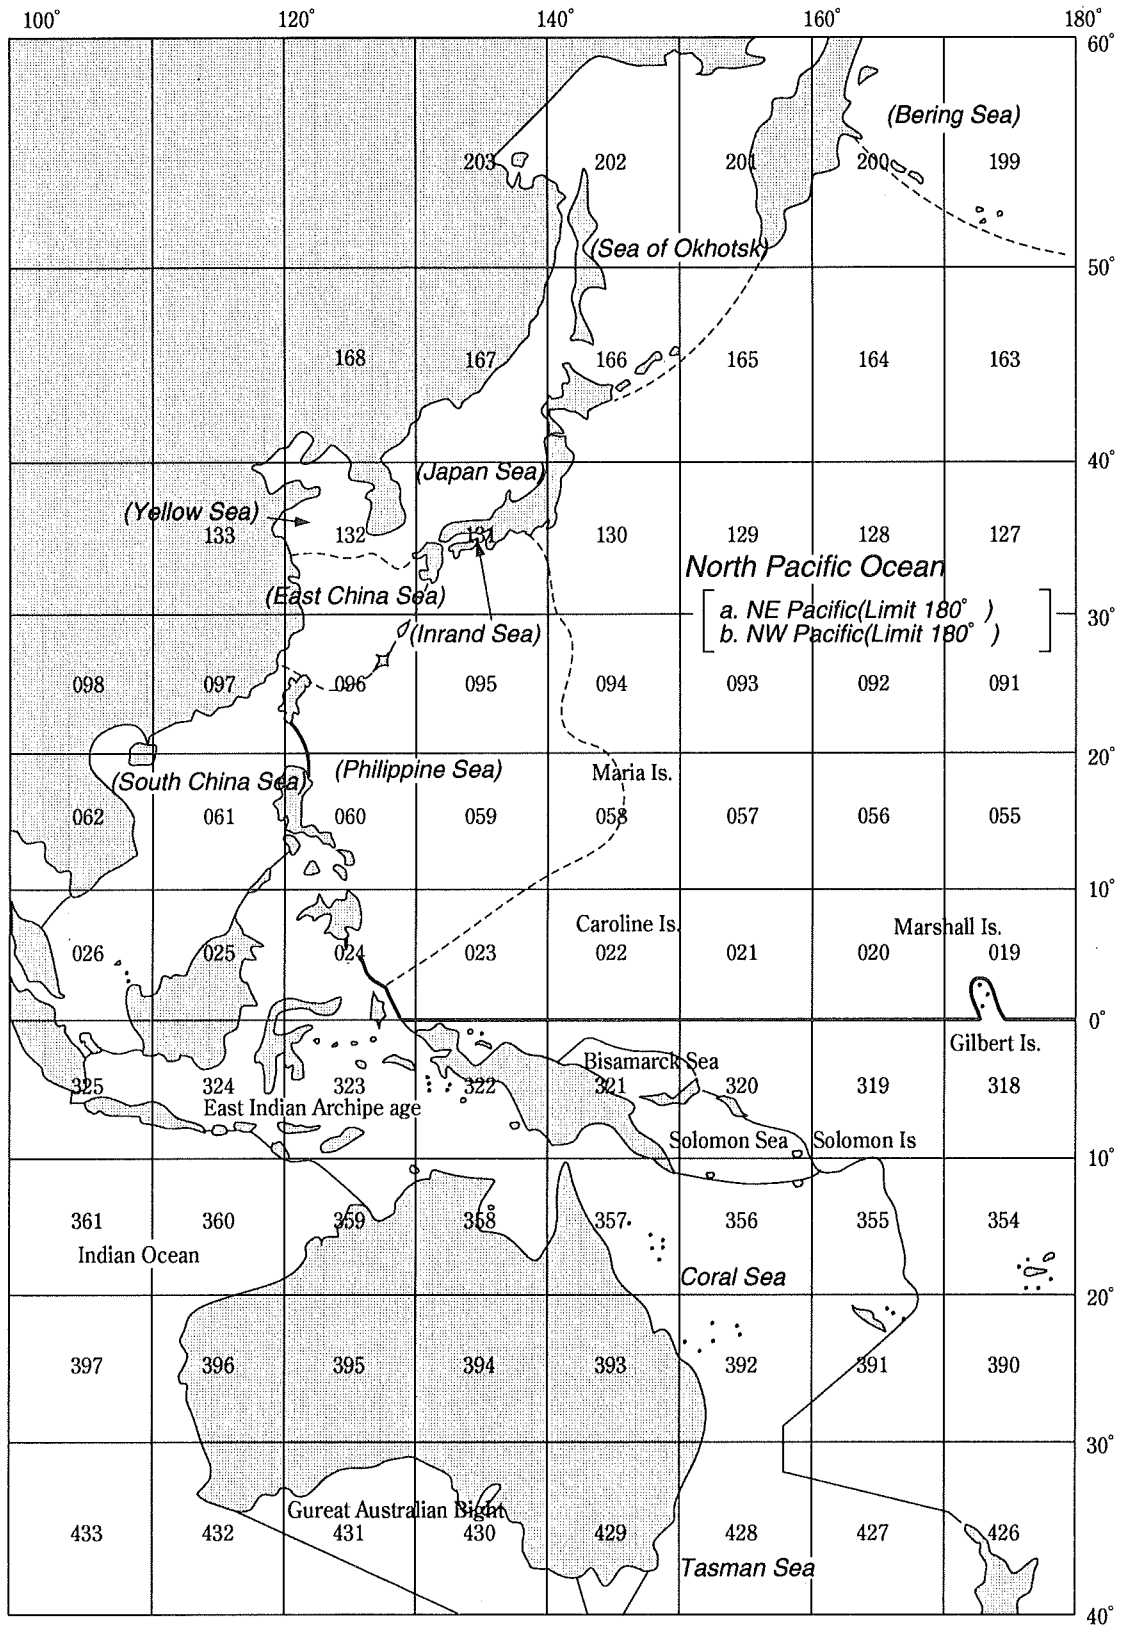 100° 120° 140° 160° 180°
60°
(Bering Sea)
203 202 201 200 199
(Sea of Okhotsk)
50°
168 167 166 165 164 163
40°
(Japan Sea)
(Yellow Sea)
133 132 131 130 129 128 127
North Pacific Ocean
(East China Sea)
a. NE Pacific(Limit 180° )
30°
(Inrand Sea)
b. NW Pacific(Limit 180° )
098 097 096 095 094 093 092 091
20°
(Philippine Sea)
Maria Is.
(South China Sea)
062 061 060 059 058 057 056 055
10°
Caroline Is.
Marshall Is.
026 025 024 023 022 021 020 019
0°
Gilbert Is.
Bisamarck Sea
325 324 323 322 321 320 319 318
East Indian Archipe age
Solomon Sea
Solomon Is
10°
361 360 359 358 357 356 355 354
Indian Ocean
Coral Sea
20°
397 396 395 394 393 392 391 390
30°
Gureat Australian Bight
433 432 431 430 429 428 427 426
Tasman Sea
40°